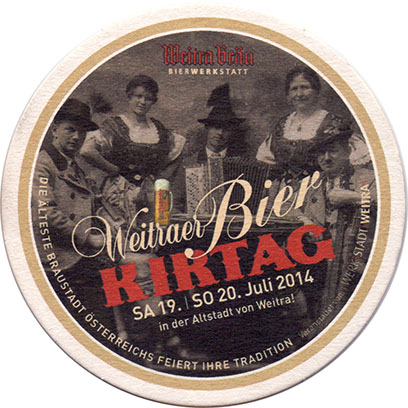 Weitra bräu
BIERWERKSTATT
Weitraer Bier
KIRTAG
SA 19. | SO 20. Juli 2014
in der Altstadt von Weitra!
DIE ÄLTESTE BRAUSTADT ÖSTERREICHS FEIERT IHRE TRADITION
STADT WEITRA